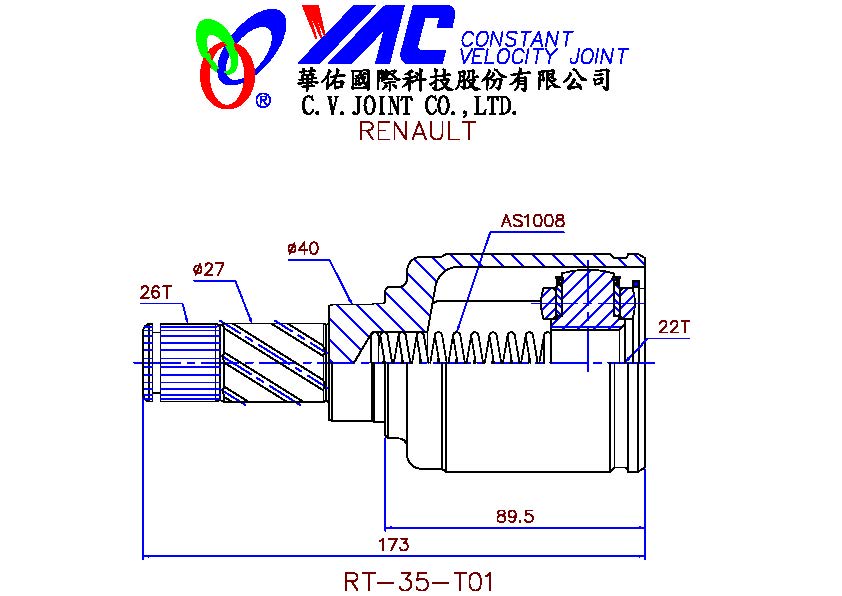 YAC CONSTANT
VELOCITY JOINT
®
華佑國際科技股份有限公司
C.V.JOINT CO.,LTD.
RENAULT
AS1008
ø40
ø27
26T
22T
89.5
173
RT-35-T01